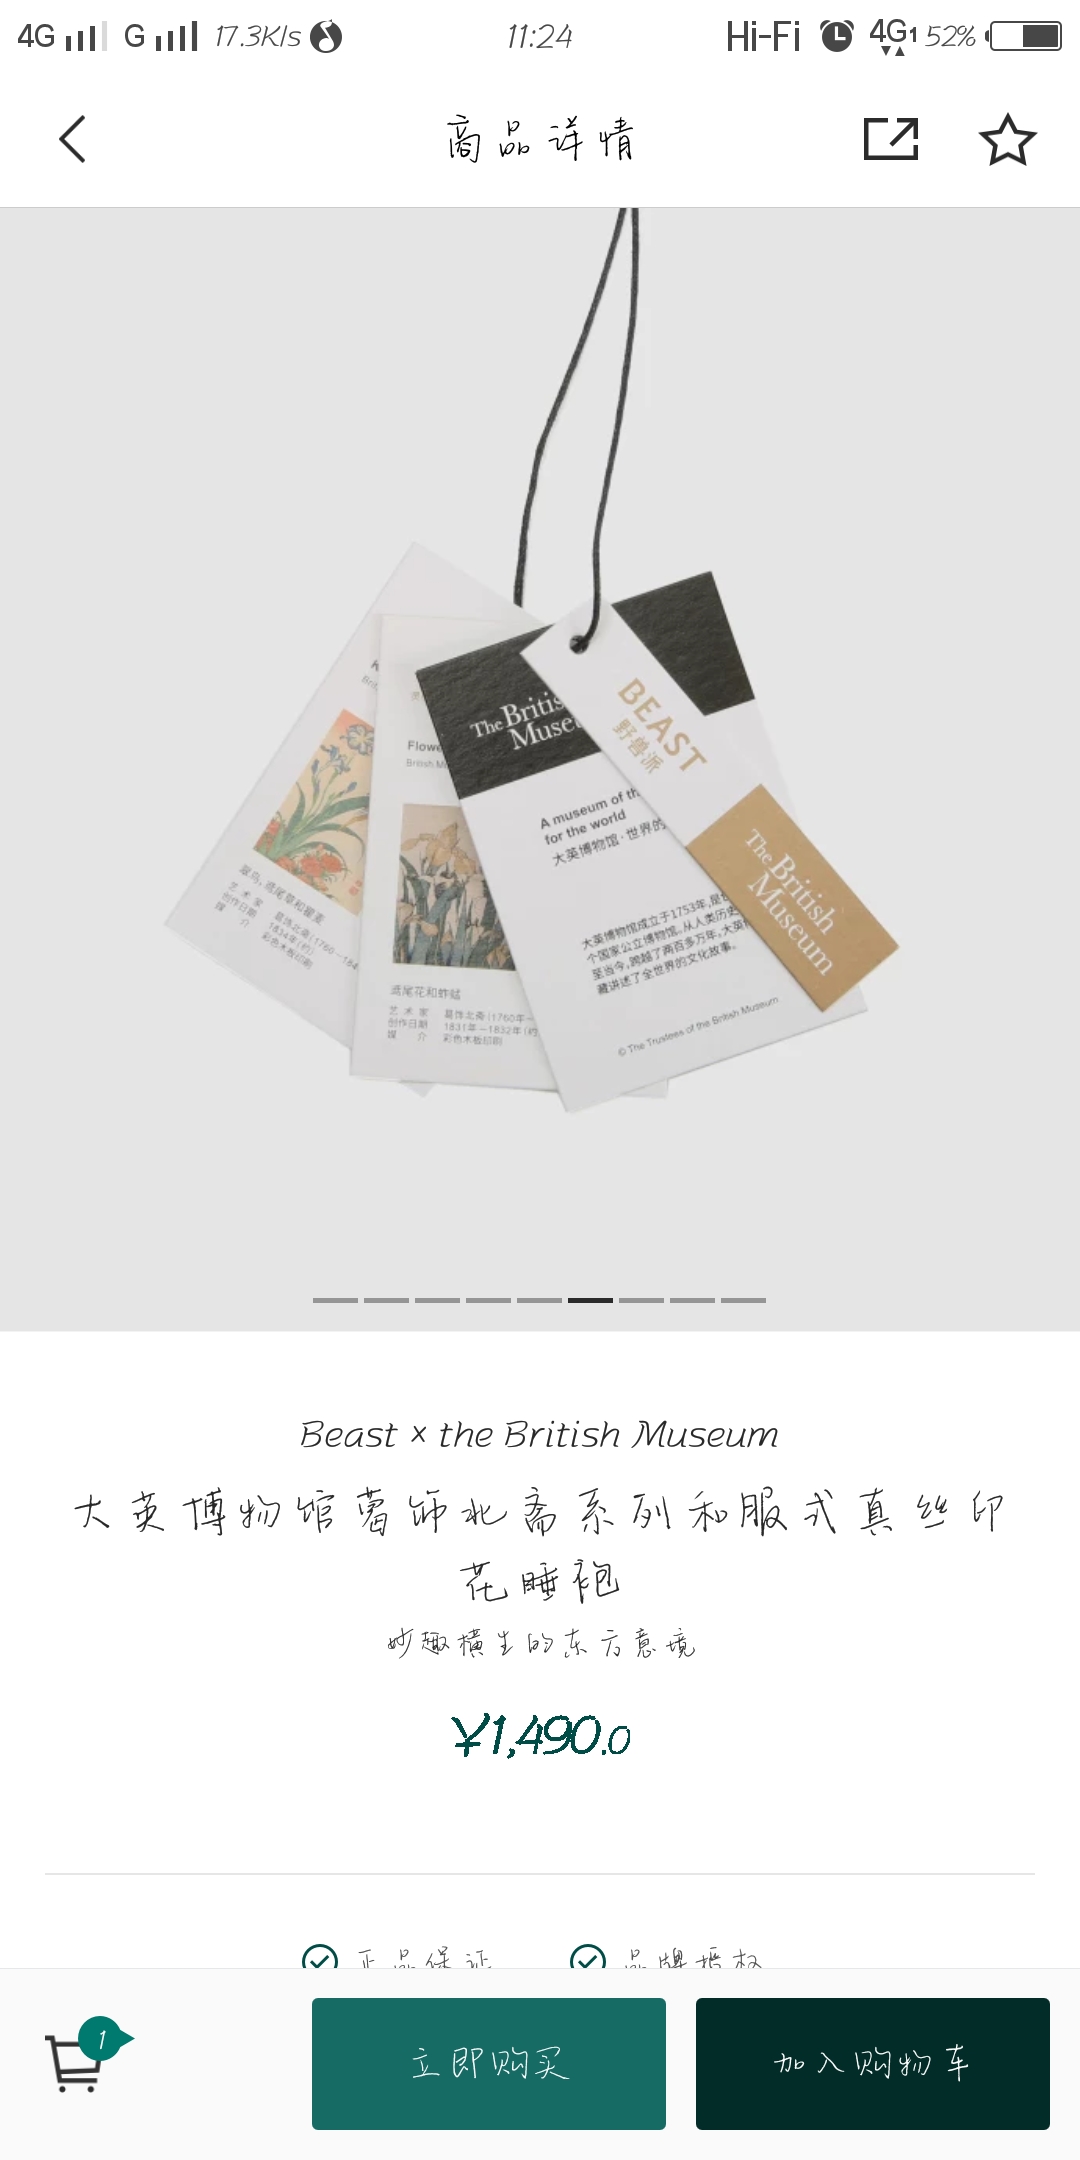 4G G 17.3K/s 11:24 Hi-Fi 4G1 52%
商品详情
BEAST
野兽派
The British
Museum
The Britis
Museu
A museum of th
for the world
大英博物馆·世界的
大英博物馆成立于1753年,是世
个国家公立博物馆。从人类历史
至当今,跨越了两百多万年,大英
藏讲述了全世界的文化故事。
© The Trustees of the British Museum
Flowe
British M
鸢尾花和蚱蜢
艺术家 葛饰北斋(1760年-
创作日期 1831年-1832年(约
媒介 彩色木板印刷
K
Brit
翠鸟,鸢尾草和瞿麦
艺术家 葛饰北斋(1760-184
创作日期 1834年(约)
媒介 彩色木板印刷
Beast × the British Museum
大英博物馆葛饰北斋系列和服式真丝印
花睡袍
妙趣横生的东方意境
¥1,490.0
正品保证 品牌授权
1
立即购买 加入购物车